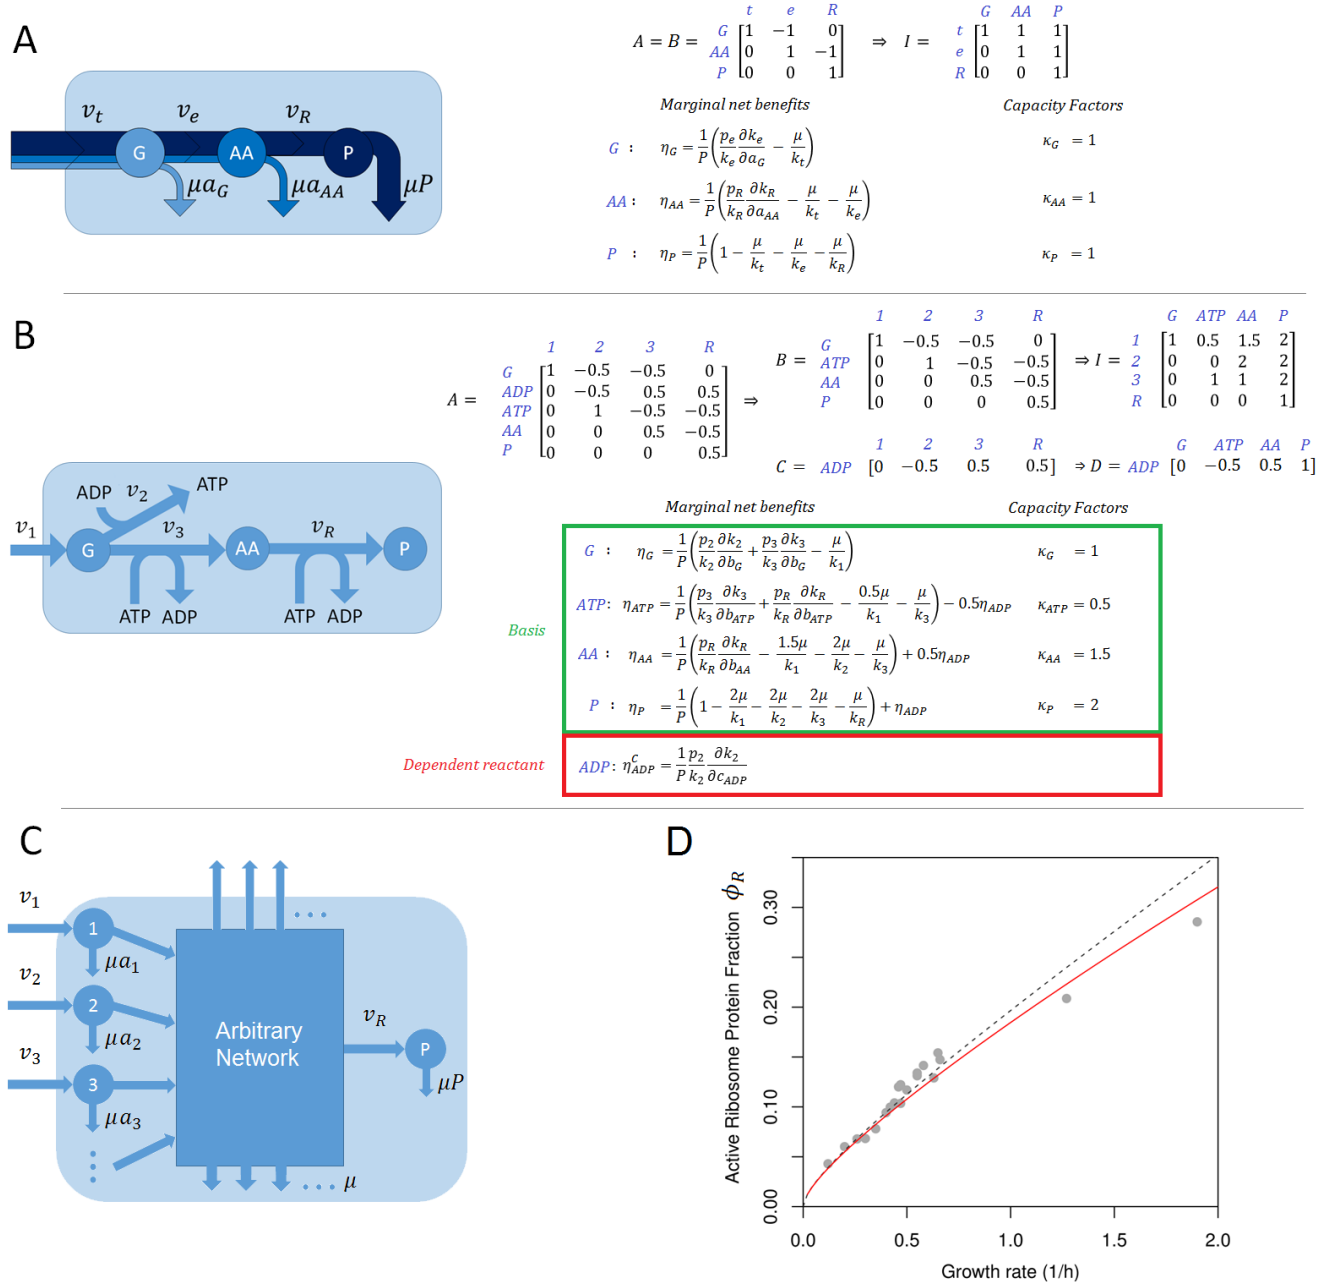 A
t e R
A = B = G [1 −1 0]
AA [0 1 −1]
P [0 0 1]
⇒ I =
G AA P
t [1 1 1]
e [0 1 1]
R [0 0 1]
v_t v_e v_R
G AA P
μa_G μa_AA μP
Marginal net benefits Capacity Factors
G : η_G = 1/P (p_e/k_e ∂k_e/∂a_G − μ/k_t) κ_G = 1
AA : η_AA = 1/P (p_R/k_R ∂k_R/∂a_AA − μ/k_t − μ/k_e) κ_AA = 1
P : η_P = 1/P (1 − μ/k_t − μ/k_e − μ/k_R) κ_P = 1
B
1 2 3 R
A =
G [1 −0.5 −0.5 0]
ADP [0 −0.5 0.5 0.5]
ATP [0 1 −0.5 −0.5]
AA [0 0 0.5 −0.5]
P [0 0 0 0.5]
⇒
1 2 3 R
B =
G [1 −0.5 −0.5 0]
ATP [0 1 −0.5 −0.5]
AA [0 0 0.5 −0.5]
P [0 0 0 0.5]
⇒ I =
G ATP AA P
1 [1 0.5 1.5 2]
2 [0 0 2 2]
3 [0 1 1 2]
R [0 0 0 1]
1 2 3 R
C = ADP [0 −0.5 0.5 0.5]
G ATP AA P
⇒ D = ADP [0 −0.5 0.5 1]
v_1 ADP v_2 ATP
v_3 v_R
G AA P
ATP ADP ATP ADP
Marginal net benefits Capacity Factors
G : η_G = 1/P (p_2/k_2 ∂k_2/∂b_G + p_3/k_3 ∂k_3/∂b_G − μ/k_1) κ_G = 1
ATP: η_ATP = 1/P (p_3/k_3 ∂k_3/∂b_ATP + p_R/k_R ∂k_R/∂b_ATP − 0.5μ/k_1 − μ/k_3) − 0.5η_ADP κ_ATP = 0.5
Basis
AA : η_AA = 1/P (p_R/k_R ∂k_R/∂b_AA − 1.5μ/k_1 − 2μ/k_2 − μ/k_3) + 0.5η_ADP κ_AA = 1.5
P : η_P = 1/P (1 − 2μ/k_1 − 2μ/k_2 − 2μ/k_3 − μ/k_R) + η_ADP κ_P = 2
Dependent reactant
ADP: η^C_ADP = 1/P p_2/k_2 ∂k_2/∂c_ADP
C
v_1
1
μa_1
v_2
2
μa_2
v_3
3
μa_3
Arbitrary
Network
v_R
P
μP
μ
D
Active Ribosome Protein Fraction ϕ_R
0.30
0.20
0.10
0.00
0.0 0.5 1.0 1.5 2.0
Growth rate (1/h)